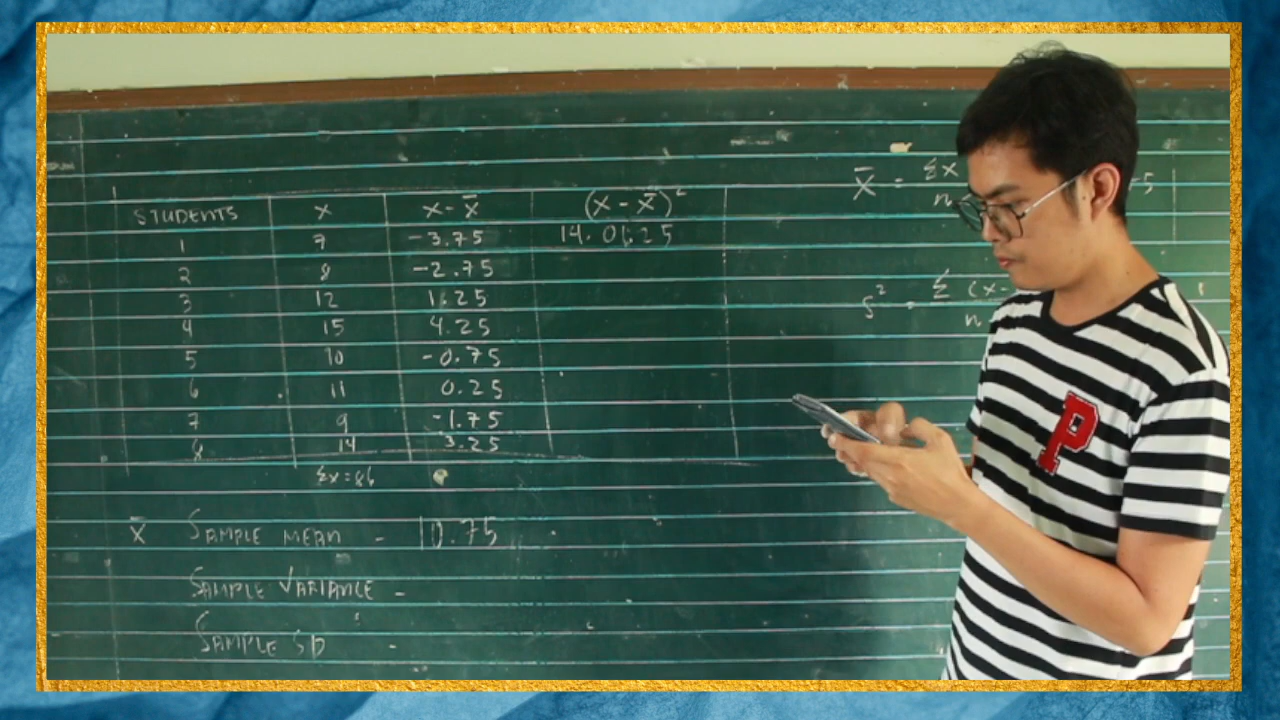 STUDENTS X X - X̄ (X - X̄)²
1 7 -3.75 14.0625
2 8 -2.75
3 12 1.25
4 15 4.25
5 10 -0.75
6 11 0.25
7 9 -1.75
8 14 3.25
Σx = 86
X̄ SAMPLE MEAN - 10.75
SAMPLE VARIANCE -
SAMPLE SD -
X̄ = Σx
n
S² = Σ (x-
n
P